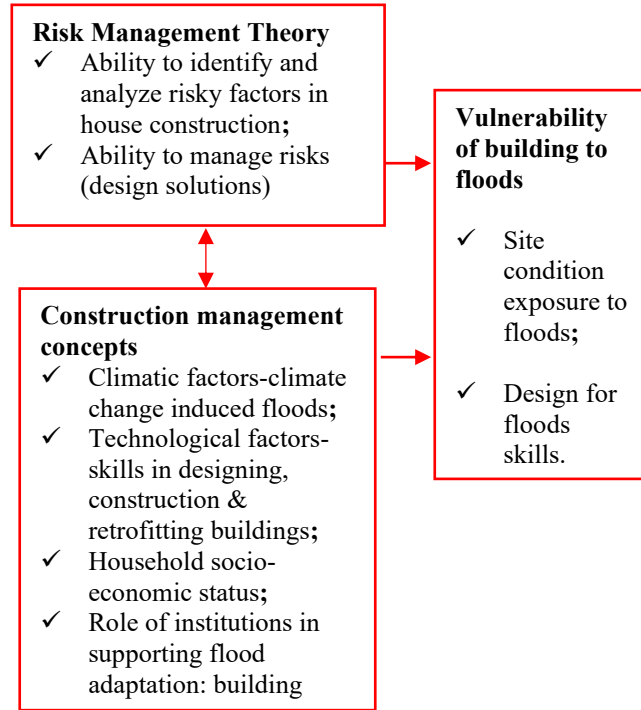 Risk Management Theory
✓ Ability to identify and
analyze risky factors in
house construction;
✓ Ability to manage risks
(design solutions)
Construction management
concepts
✓ Climatic factors-climate
change induced floods;
✓ Technological factors-
skills in designing,
construction &
retrofitting buildings;
✓ Household socio-
economic status;
✓ Role of institutions in
supporting flood
adaptation: building
Vulnerability
of building to
floods
✓ Site
condition
exposure to
floods;
✓ Design for
floods
skills.